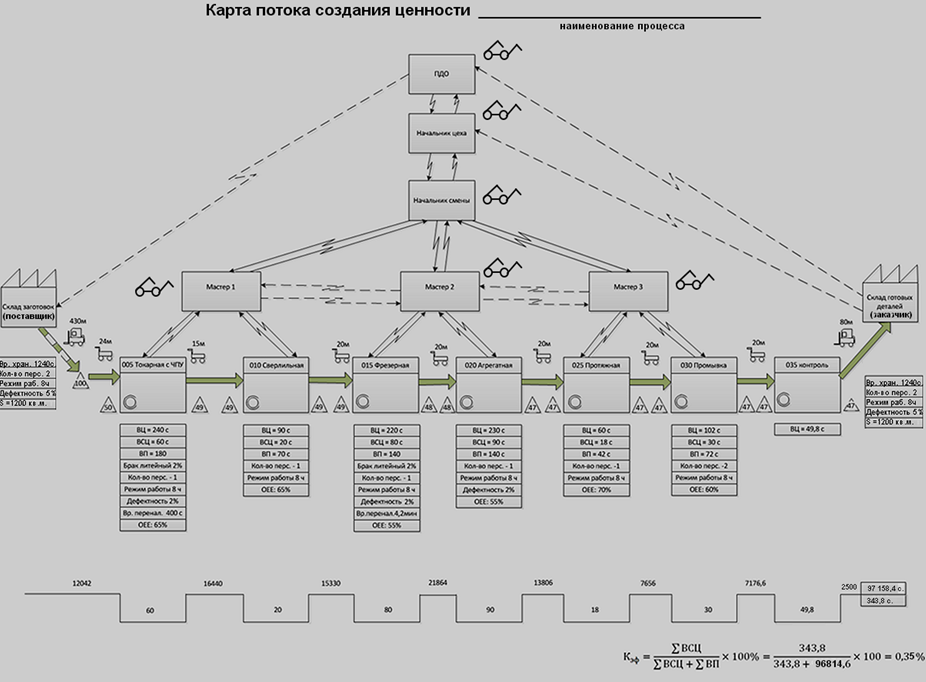 Карта потока создания ценности
наименование процесса
ПДО
Начальник цеха
Начальник смены
Мастер 1
Мастер 2
Мастер 3
Склад заготовок
(поставщик)
Склад готовых
деталей
(заказчик)
430м
24м
15м
20м
20м
20м
20м
20м
80м
Вр. хран. 1240с
Кол-во перс. 2
Режим раб. 8ч
Дефектность 5%
S =1200 кв.м.
100
005 Токарная с ЧПУ
010 Сверлильная
015 Фрезерная
020 Агрегатная
025 Протяжная
030 Промывка
035 контроль
50
49
49
49
49
48
48
47
47
47
47
47
47
47
Вр. хран. 1240с
Кол-во перс. 2
Режим раб. 8ч
Дефектность 5%
S =1200 кв.м.
ВЦ = 240 с
ВСЦ = 60 с
ВП = 180
Брак литейный 2%
Кол-во перс. - 1
Режим работы 8 ч
Дефектность 2%
Вр. перенал. 400 с
OEE: 65%
ВЦ = 90 с
ВСЦ = 20 с
ВП = 70 с
Кол-во перс. - 1
Режим работы 8 ч
OEE: 65%
ВЦ = 220 с
ВСЦ = 80 с
ВП = 140
Брак литейный 2%
Кол-во перс. - 1
Режим работы 8 ч
Дефектность 2%
Вр.перенал.4,2мин
OEE: 55%
ВЦ = 230 с
ВСЦ = 90 с
ВП = 140 с
Кол-во перс. - 1
Режим работы 8 ч
Дефектность 2%
OEE: 55%
ВЦ = 60 с
ВСЦ = 18 с
ВП = 42 с
Кол-во перс. -1
Режим работы 8 ч
OEE: 70%
ВЦ = 102 с
ВСЦ = 30 с
ВП = 72 с
Кол-во перс. -2
Режим работы 8 ч
OEE: 60%
ВЦ = 49,8 с
12042 16440 15330 21864 13806 7656 7176,6 2500 97 158,4 с.
60 20 80 90 18 30 49,8 343,8 с.
Kэф = ∑ВСЦ / (∑ВСЦ + ∑ВП) × 100% = 343,8 / (343,8 + 96814,6) × 100 = 0,35%